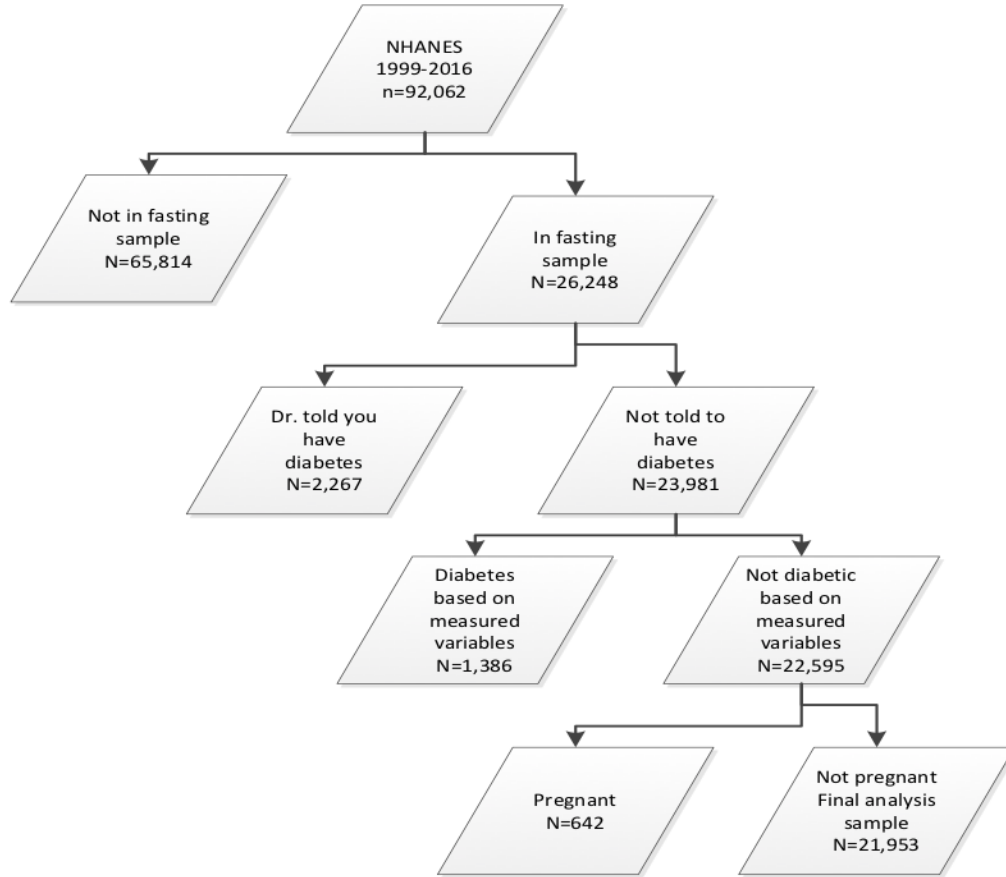 NHANES
1999-2016
n=92,062
Not in fasting
sample
N=65,814
In fasting
sample
N=26,248
Dr. told you
have
diabetes
N=2,267
Not told to
have
diabetes
N=23,981
Diabetes
based on
measured
variables
N=1,386
Not diabetic
based on
measured
variables
N=22,595
Pregnant
N=642
Not pregnant
Final analysis
sample
N=21,953